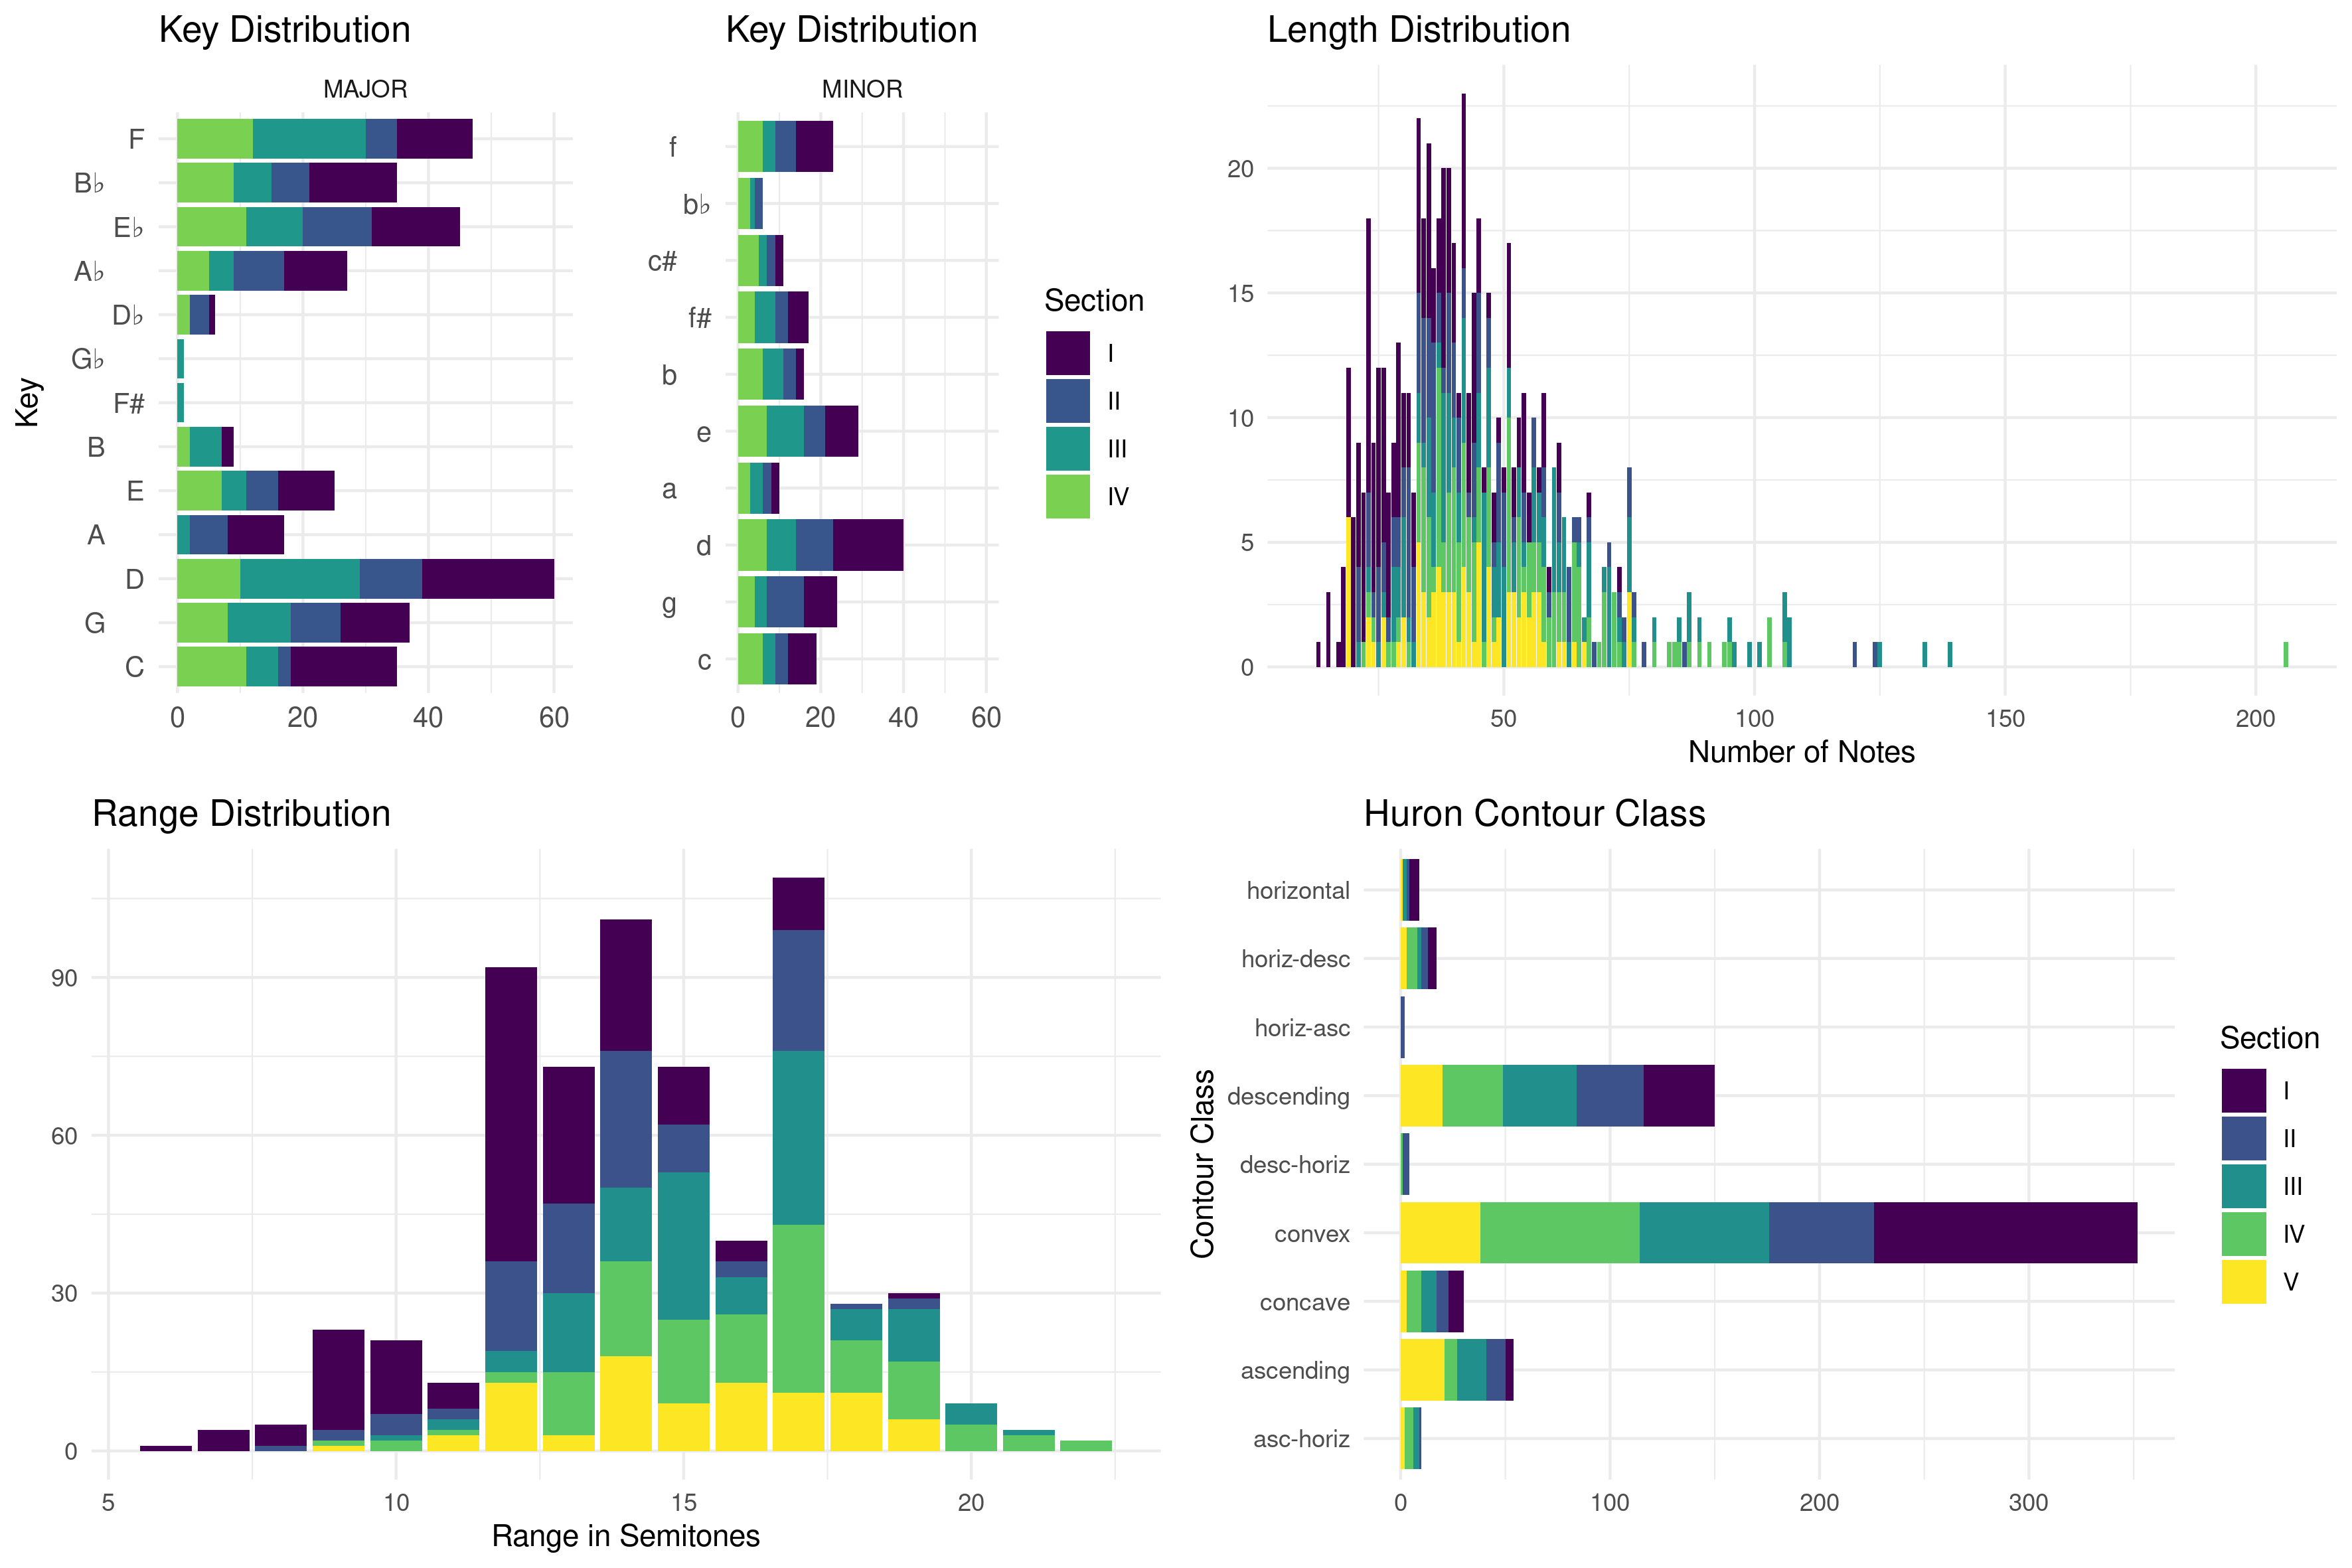 Key Distribution
MAJOR
Key
F
B♭
E♭
A♭
D♭
G♭
F#
B
E
A
D
G
C
0 20 40 60
Key Distribution
MINOR
f
b♭
c#
f#
b
e
a
d
g
c
0 20 40 60
Section
I
II
III
IV
Length Distribution
20
15
10
5
0
50 100 150 200
Number of Notes
Range Distribution
90
60
30
0
5 10 15 20
Range in Semitones
Huron Contour Class
Contour Class
horizontal
horiz-desc
horiz-asc
descending
desc-horiz
convex
concave
ascending
asc-horiz
0 100 200 300
Section
I
II
III
IV
V